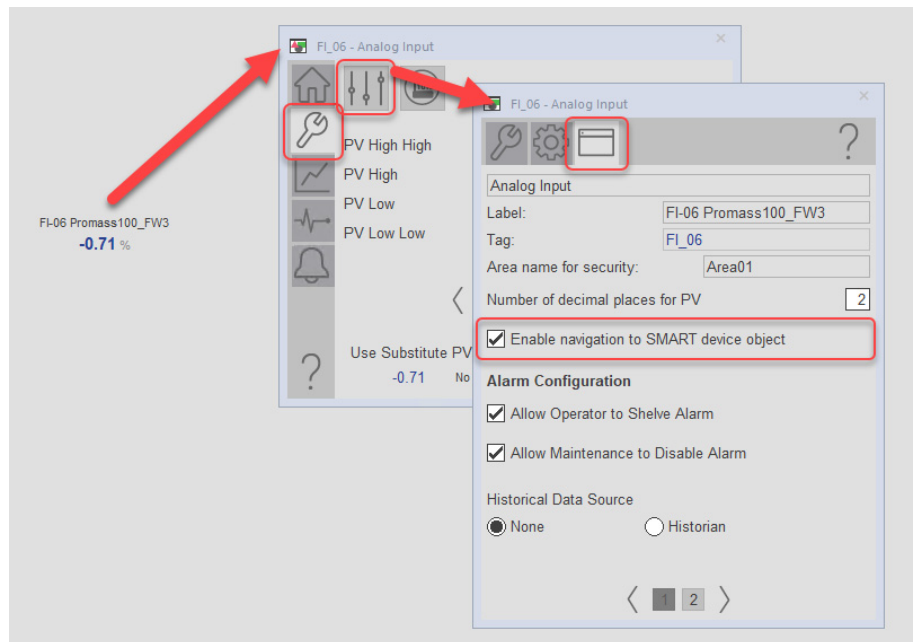 FI-06 Promass100_FW3
-0.71 %
FI_06 - Analog Input
PV High High
PV High
PV Low
PV Low Low
Use Substitute PV
-0.71 No
?
FI_06 - Analog Input
?
Analog Input
Label: FI-06 Promass100_FW3
Tag: FI_06
Area name for security: Area01
Number of decimal places for PV 2
Enable navigation to SMART device object
Alarm Configuration
Allow Operator to Shelve Alarm
Allow Maintenance to Disable Alarm
Historical Data Source
None Historian
1 2